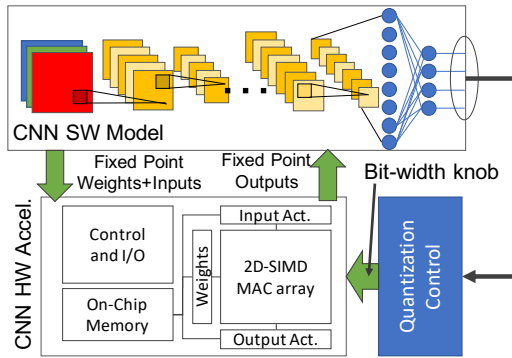 CNN SW Model
Fixed Point
Weights+Inputs
Fixed Point
Outputs
Bit-width knob
CNN HW Accel.
Control
and I/O
On-Chip
Memory
Input Act.
Weights
2D-SIMD
MAC array
Output Act.
Quantization
Control